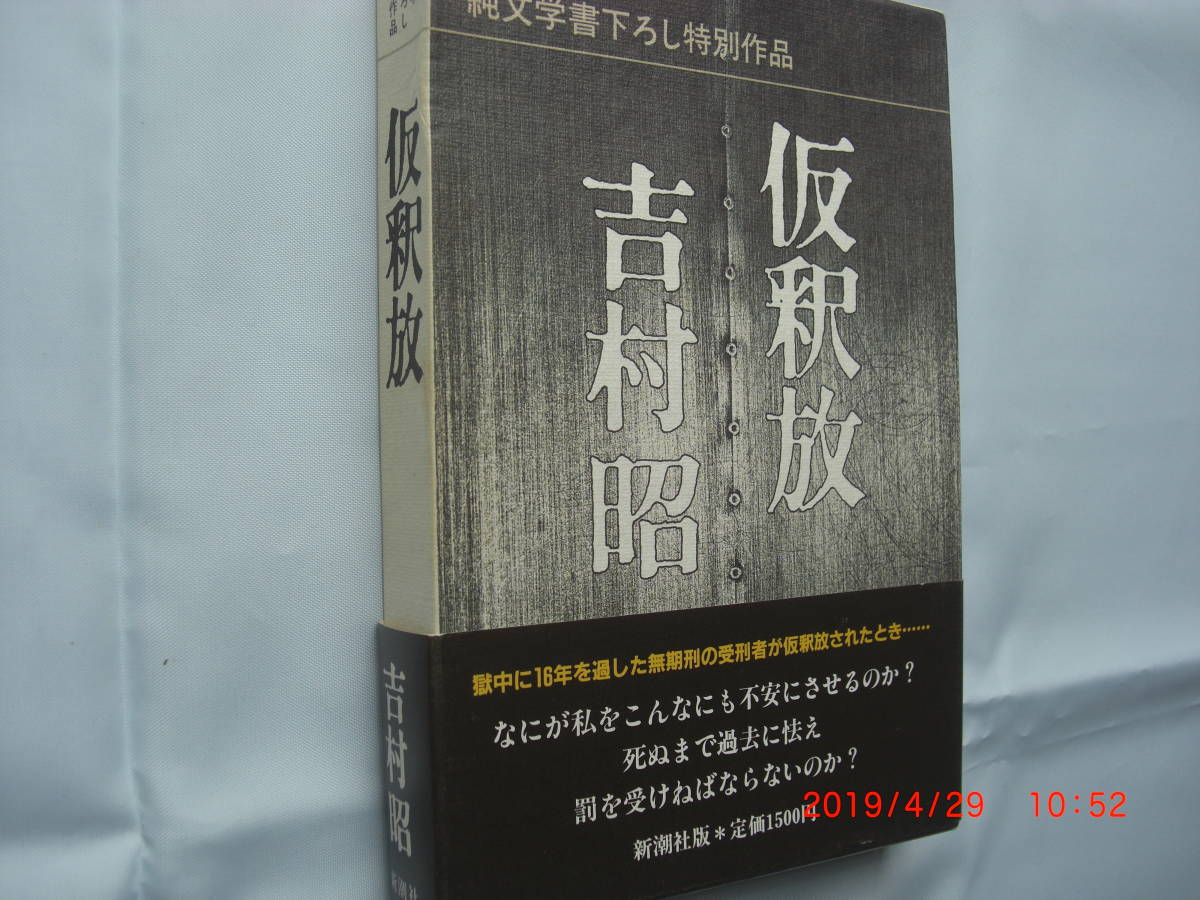 純文学書下ろし特別作品
仮釈放
吉村昭
獄中に16年を過した無期刑の受刑者が仮釈放されたとき……
なにが私をこんなにも不安にさせるのか？
死ぬまで過去に怯え
罰を受けねばならないのか？
新潮社版＊定価1500円
ろし
作品
仮釈放
吉村昭
2019/4/29 10:52